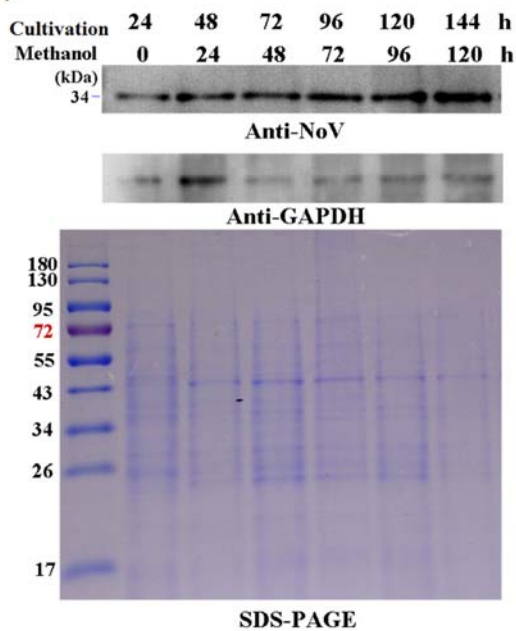 Cultivation 24 48 72 96 120 144 h
Methanol 0 24 48 72 96 120 h
(kDa)
34
Anti-NoV
Anti-GAPDH
180
130
95
72
55
43
34
26
17
SDS-PAGE